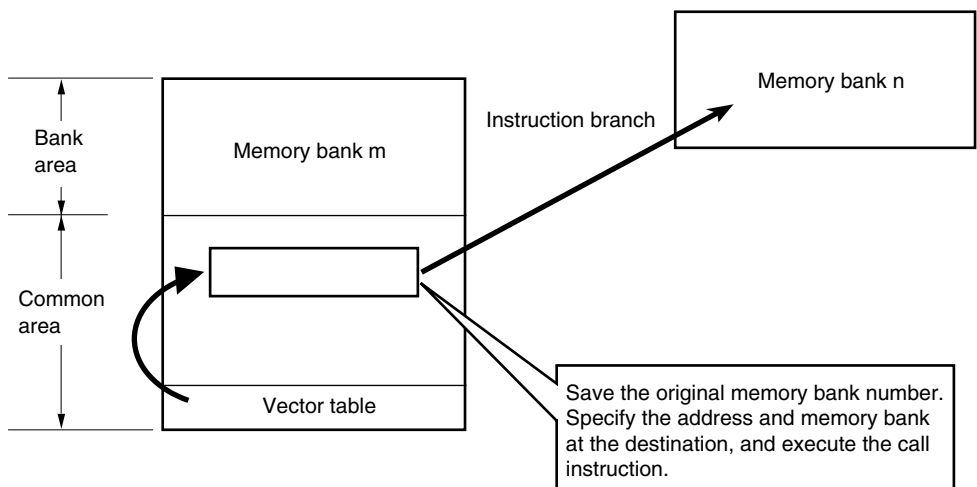 Memory bank n
Instruction branch
Bank
area
Memory bank m
Common
area
Vector table
Save the original memory bank number.
Specify the address and memory bank
at the destination, and execute the call
instruction.